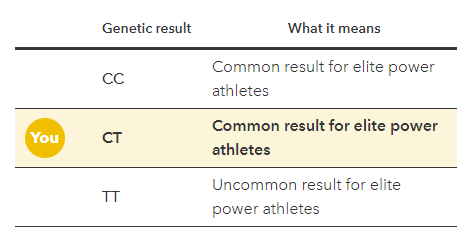 Genetic result What it means
CC Common result for elite power
athletes
You CT Common result for elite power
athletes
TT Uncommon result for elite
power athletes